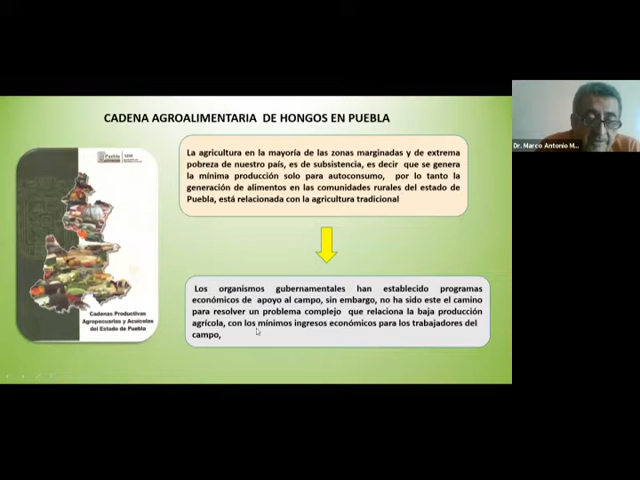 CADENA AGROALIMENTARIA DE HONGOS EN PUEBLA
Dr. Marco Antonio M...
La agricultura en la mayoría de las zonas marginadas y de extrema
pobreza de nuestro país, es de subsistencia, es decir que se genera
la mínima producción solo para autoconsumo, por lo tanto la
generación de alimentos en las comunidades rurales del estado de
Puebla, está relacionada con la agricultura tradicional
Puebla
Los organismos gubernamentales han establecido programas
económicos de apoyo al campo, sin embargo, no ha sido este el camino
para resolver un problema complejo que relaciona la baja producción
agrícola, con los mínimos ingresos económicos para los trabajadores del
campo,
Cadenas Productivas
Agropecuarias y Acuícolas
del Estado de Puebla